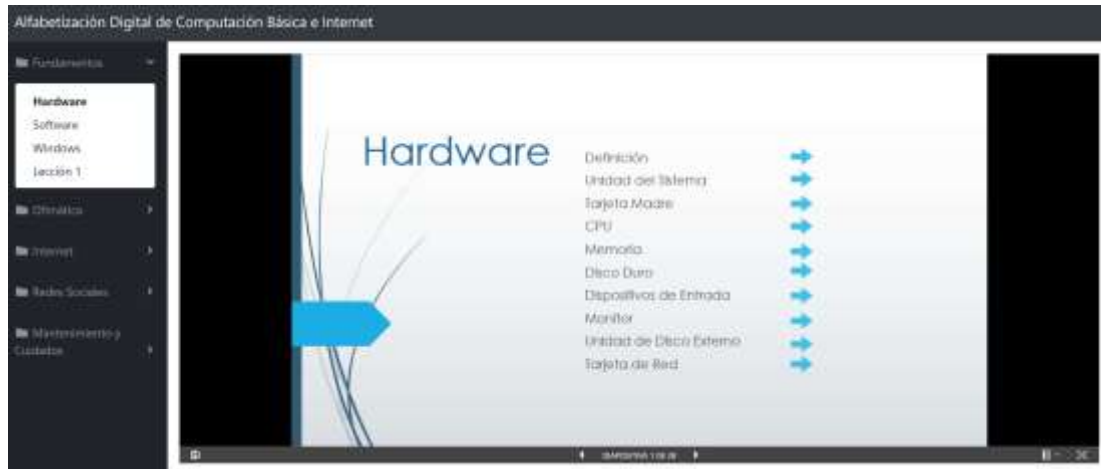 Alfabetización Digital de Computación Básica e Internet
Fundamentos
Hardware
Software
Windows
Lección 1
Ofimática
Internet
Redes Sociales
Mantenimiento y
Cuidados
Hardware
Definición
Unidad del Sistema
Tarjeta Madre
CPU
Memoria
Disco Duro
Dispositivos de Entrada
Monitor
Unidad de Disco Externo
Tarjeta de Red